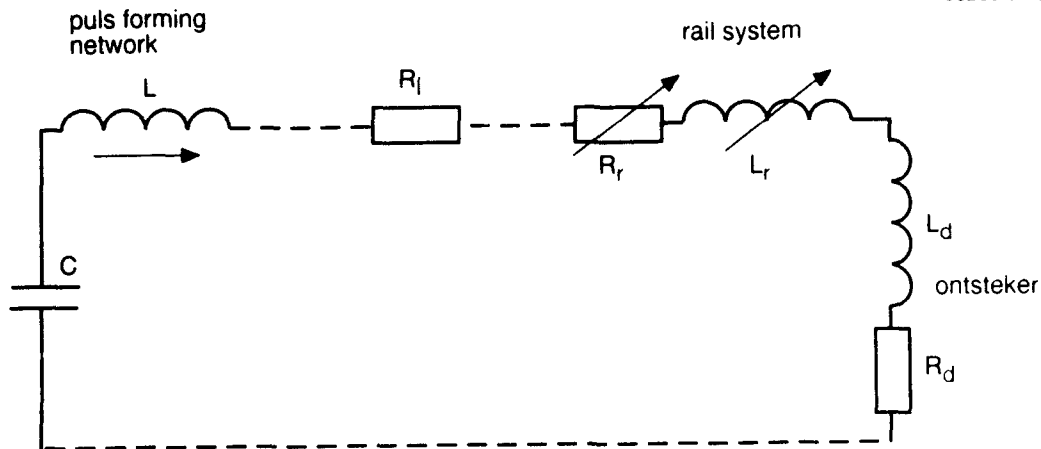 puls forming
network
rail system
L
R_l
R_r
L_r
L_d
C
ontsteker
R_d